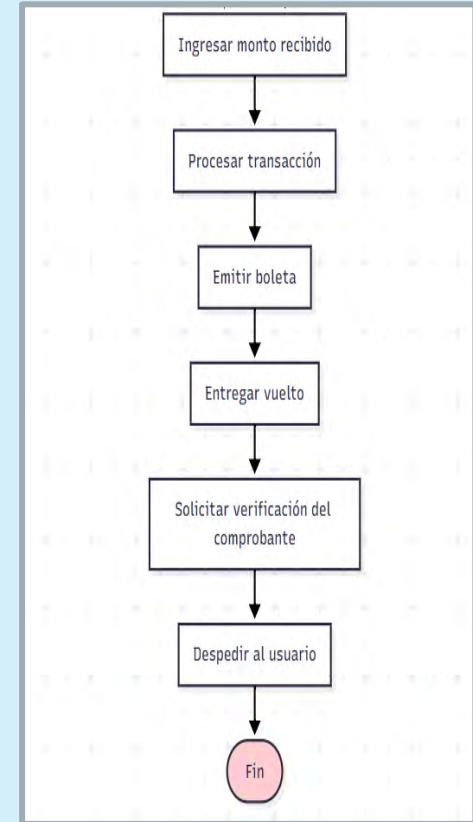 Ingresar monto recibido
Procesar transacción
Emitir boleta
Entregar vuelto
Solicitar verificación del
comprobante
Despedir al usuario
Fin